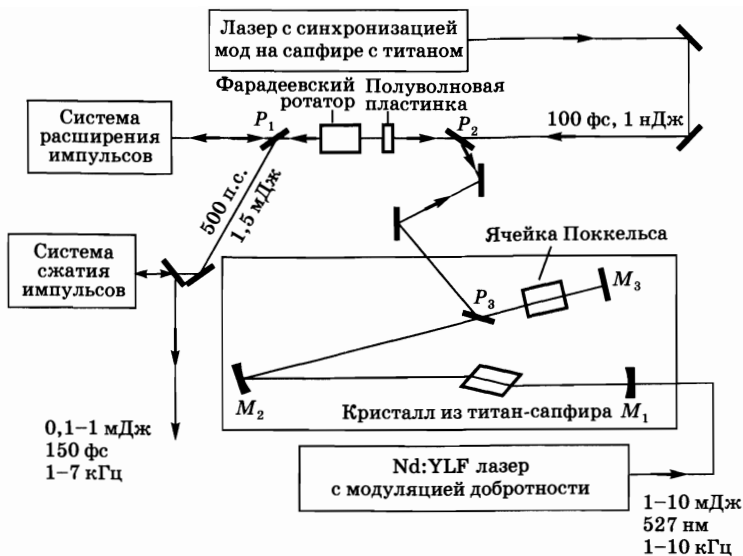 Лазер с синхронизацией
мод на сапфире с титаном
Фарадеевский
ротатор
Полуволновая
пластинка
Система
расширения
импульсов
P1
P2
100 фс, 1 нДж
500 п.с.
1,5 мДж
Система
сжатия
импульсов
Ячейка Поккельса
M3
P3
M2
Кристалл из титан-сапфира
M1
0,1–1 мДж
150 фс
1–7 кГц
Nd:YLF лазер
с модуляцией добротности
1–10 мДж
527 нм
1–10 кГц